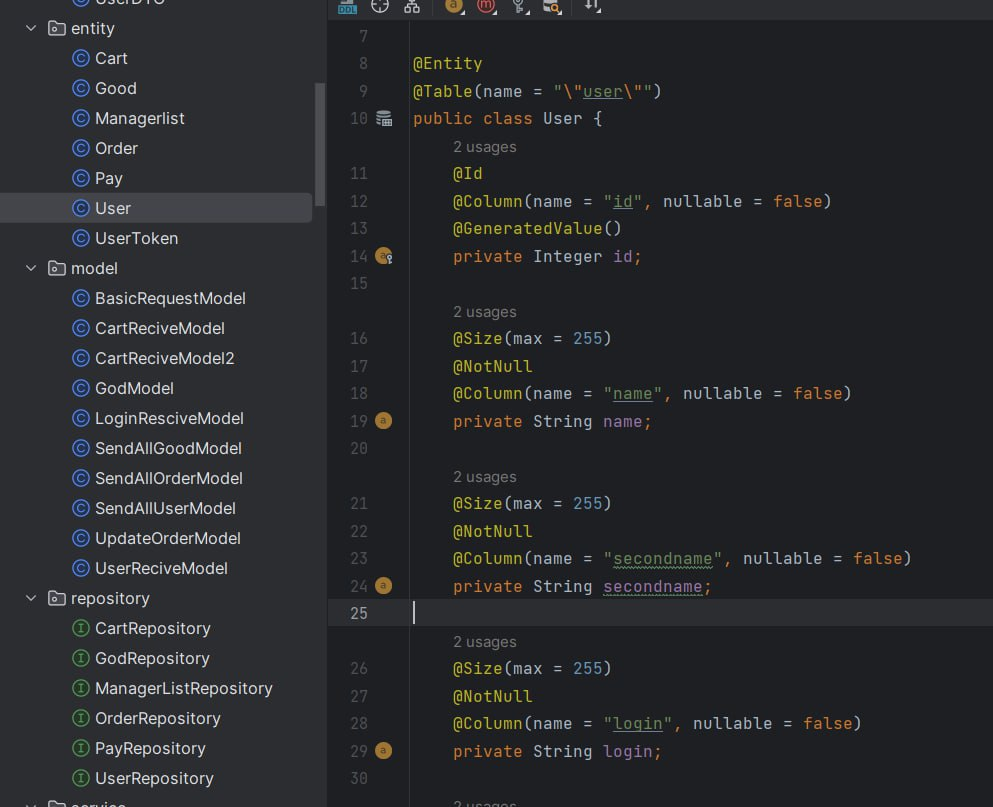 UserDTO
entity
Cart
Good
Managerlist
Order
Pay
User
UserToken
model
BasicRequestModel
CartReciveModel
CartReciveModel2
GodModel
LoginResciveModel
SendAllGoodModel
SendAllOrderModel
SendAllUserModel
UpdateOrderModel
UserReciveModel
repository
CartRepository
GodRepository
ManagerListRepository
OrderRepository
PayRepository
UserRepository
service
DDL
7
8 @Entity
9 @Table(name = "\"user\"")
10 public class User {
2 usages
11 @Id
12 @Column(name = "id", nullable = false)
13 @GeneratedValue()
14 private Integer id;
15
2 usages
16 @Size(max = 255)
17 @NotNull
18 @Column(name = "name", nullable = false)
19 private String name;
20
2 usages
21 @Size(max = 255)
22 @NotNull
23 @Column(name = "secondname", nullable = false)
24 private String secondname;
25
2 usages
26 @Size(max = 255)
27 @NotNull
28 @Column(name = "login", nullable = false)
29 private String login;
30
2 usages